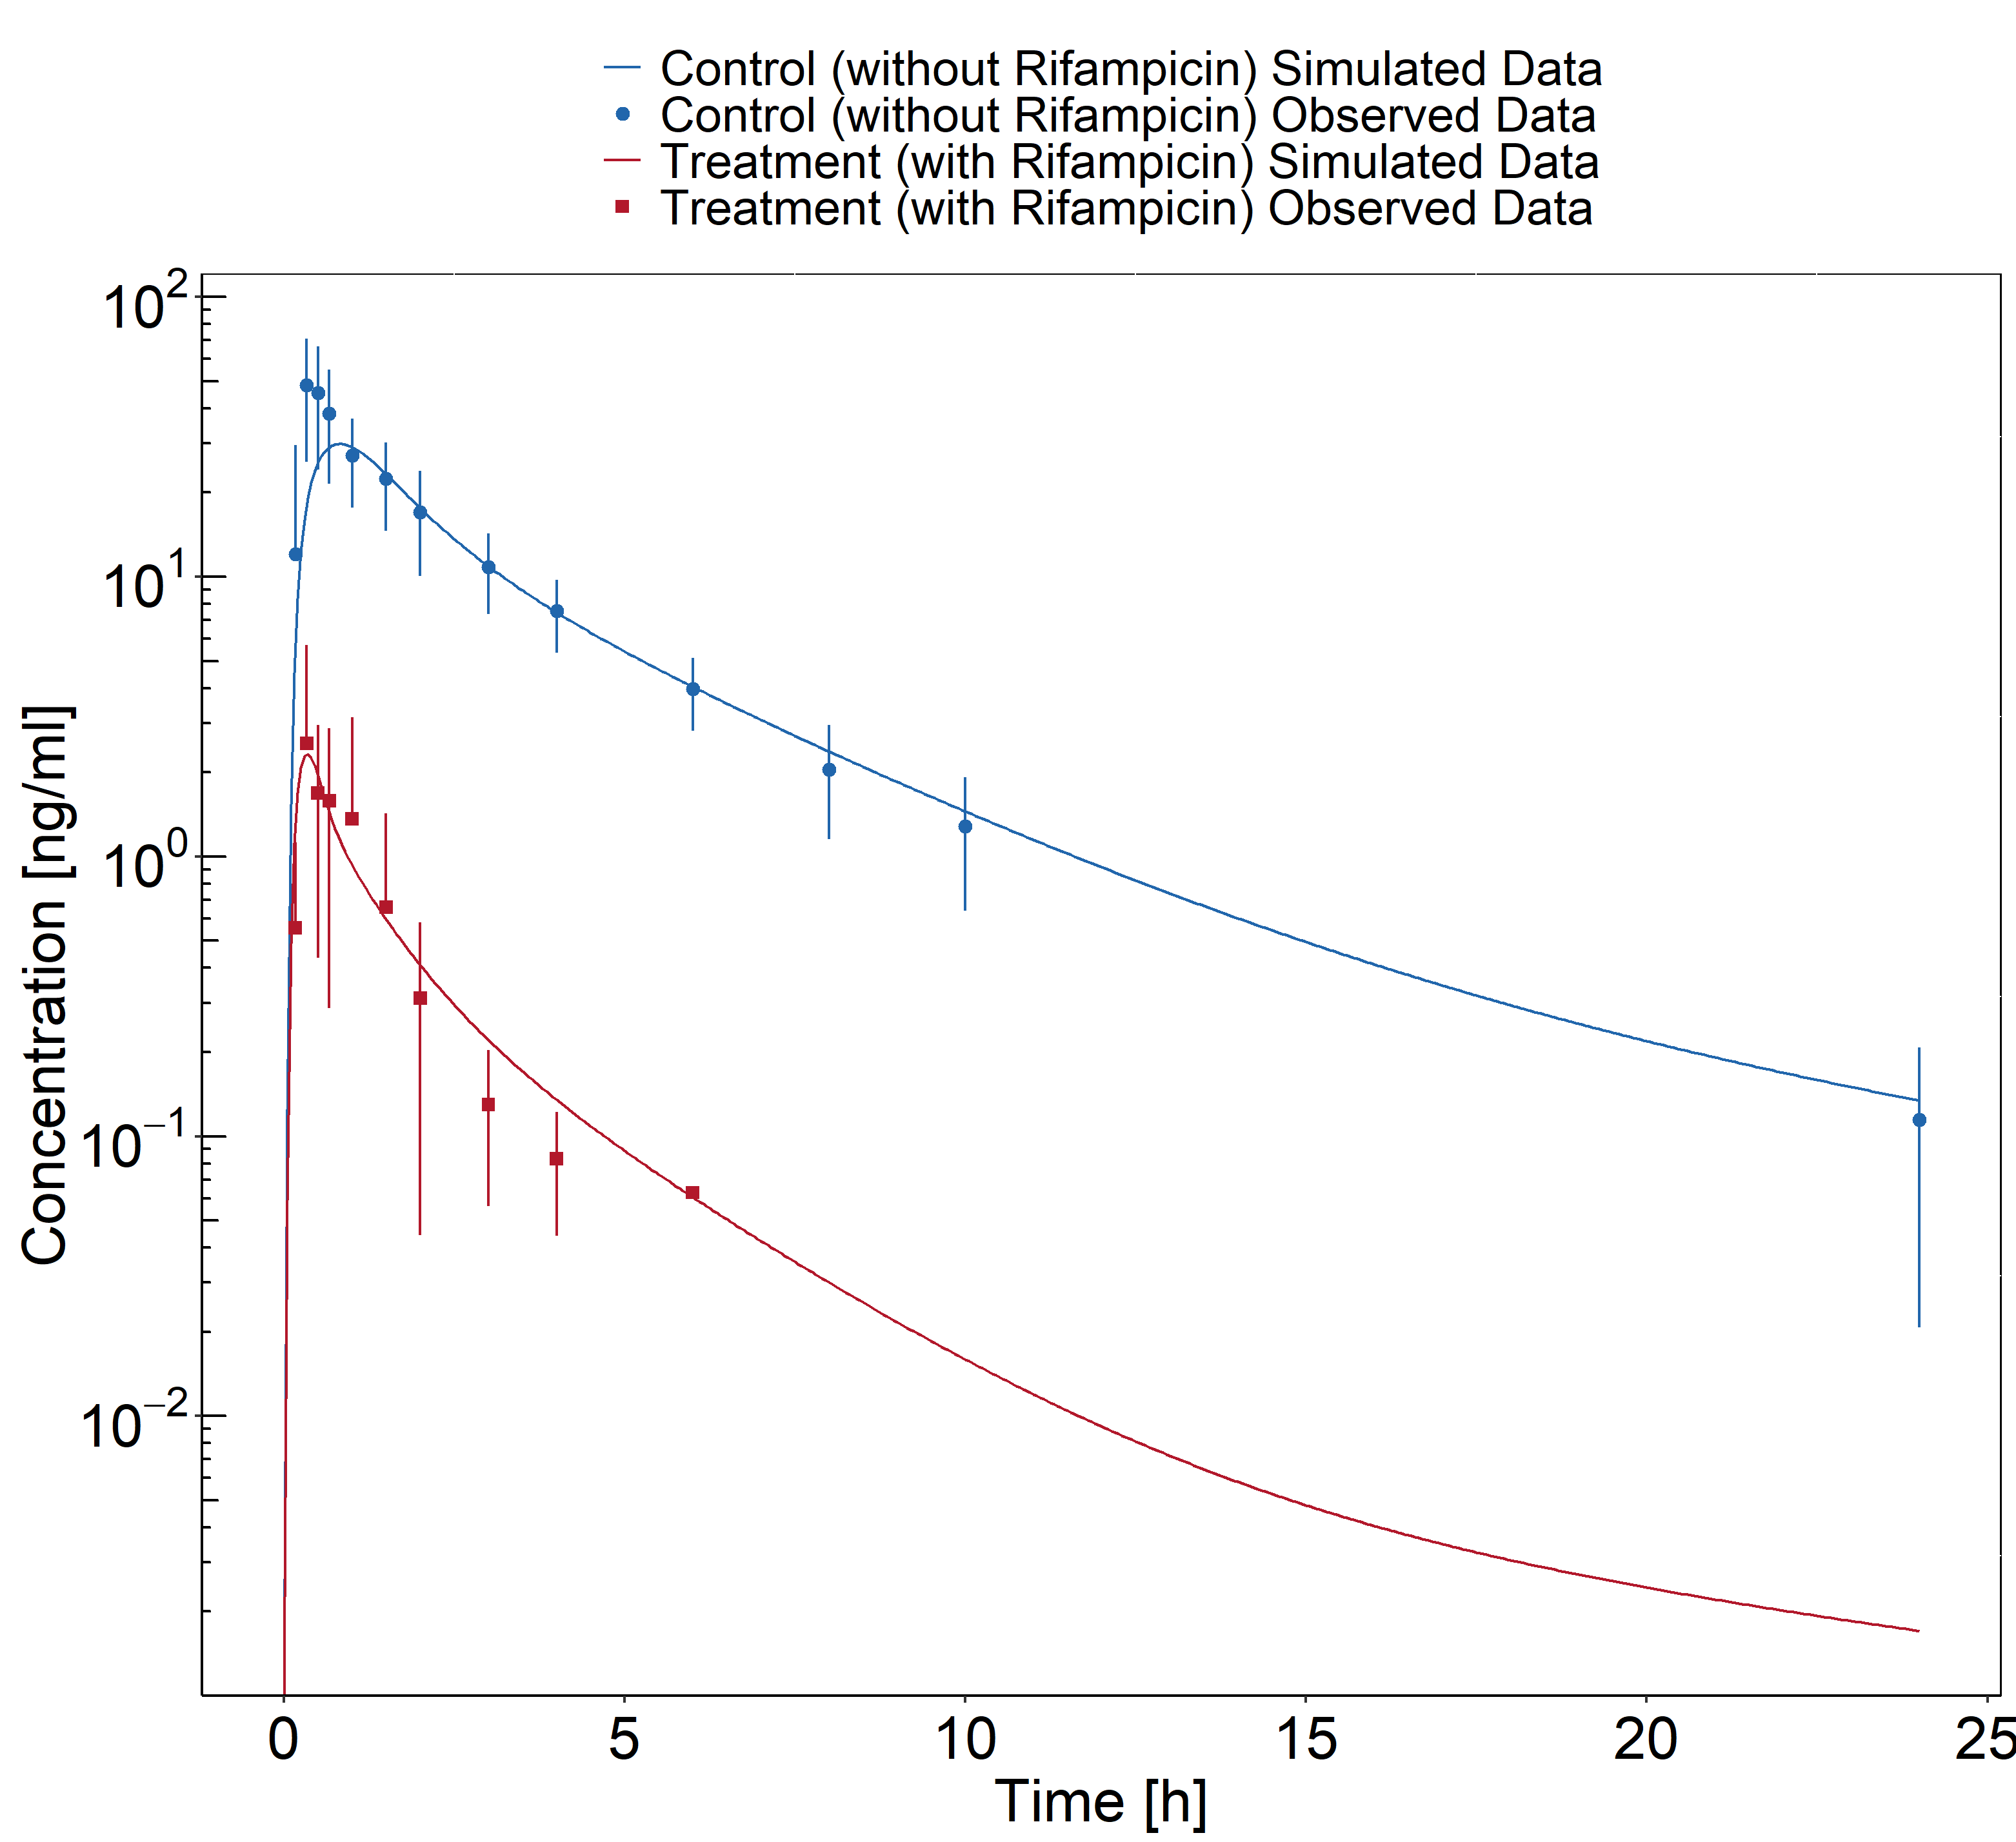 Control (without Rifampicin) Simulated Data
Control (without Rifampicin) Observed Data
Treatment (with Rifampicin) Simulated Data
Treatment (with Rifampicin) Observed Data
10²
10¹
10⁰
10⁻¹
10⁻²
Concentration [ng/ml]
0 5 10 15 20 25
Time [h]